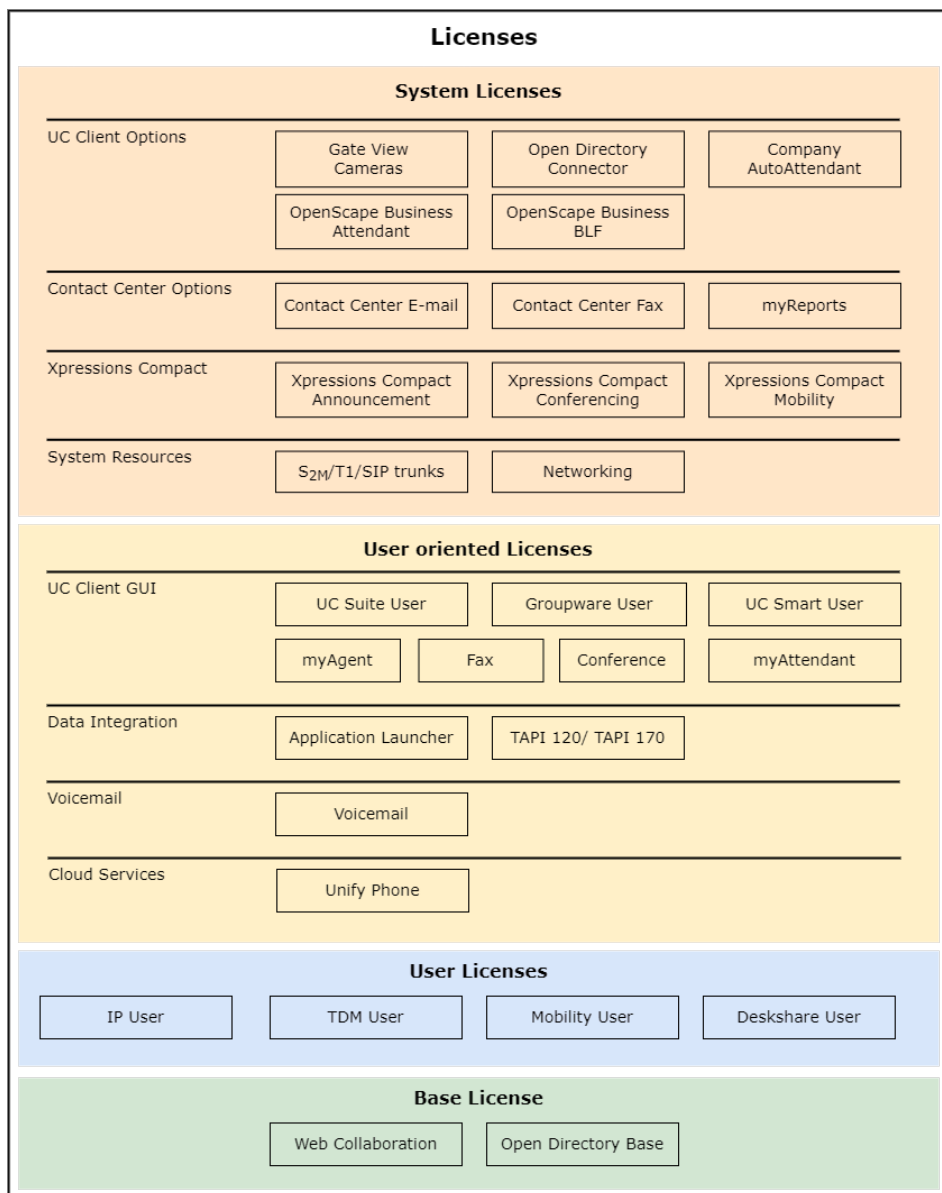 Licenses
System Licenses
UC Client Options
Gate View
Cameras
Open Directory
Connector
Company
AutoAttendant
OpenScape Business
Attendant
OpenScape Business
BLF
Contact Center Options
Contact Center E-mail
Contact Center Fax
myReports
Xpressions Compact
Xpressions Compact
Announcement
Xpressions Compact
Conferencing
Xpressions Compact
Mobility
System Resources
S2M/T1/SIP trunks
Networking
User oriented Licenses
UC Client GUI
UC Suite User
Groupware User
UC Smart User
myAgent
Fax
Conference
myAttendant
Data Integration
Application Launcher
TAPI 120/ TAPI 170
Voicemail
Voicemail
Cloud Services
Unify Phone
User Licenses
IP User
TDM User
Mobility User
Deskshare User
Base License
Web Collaboration
Open Directory Base